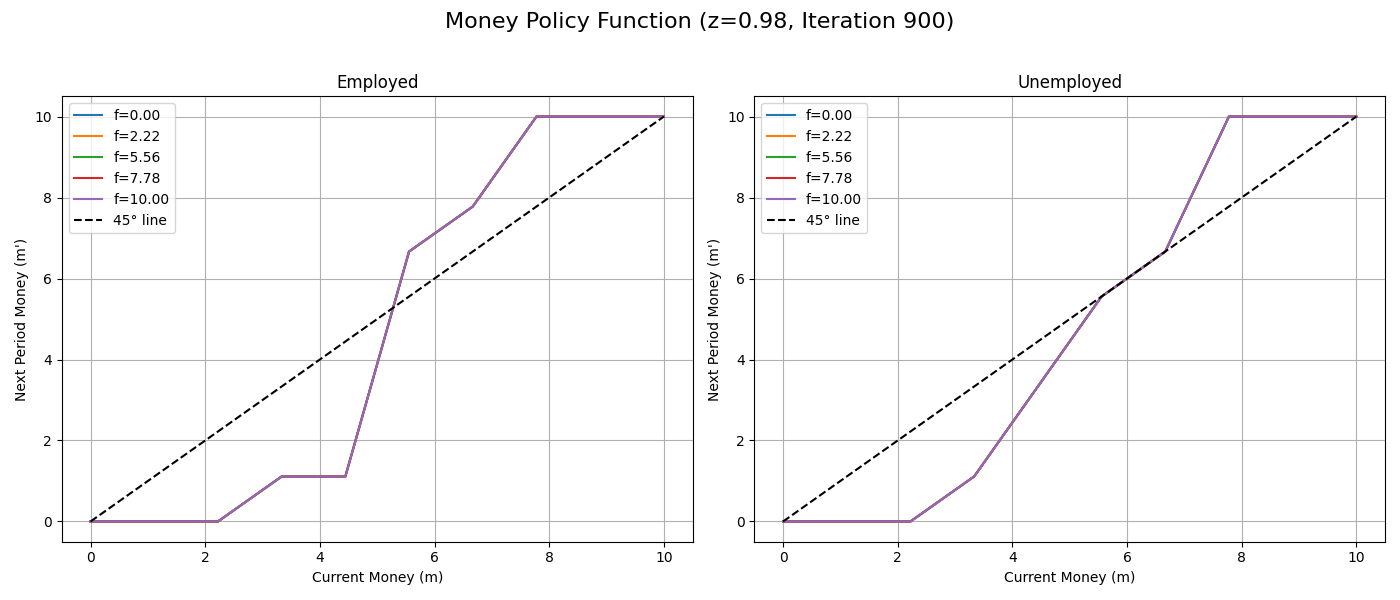 Money Policy Function (z=0.98, Iteration 900)
Employed
f=0.00
f=2.22
f=5.56
f=7.78
f=10.00
45° line
Next Period Money (m')
10
8
6
4
2
0
0 2 4 6 8 10
Current Money (m)
Unemployed
f=0.00
f=2.22
f=5.56
f=7.78
f=10.00
45° line
Next Period Money (m')
10
8
6
4
2
0
0 2 4 6 8 10
Current Money (m)